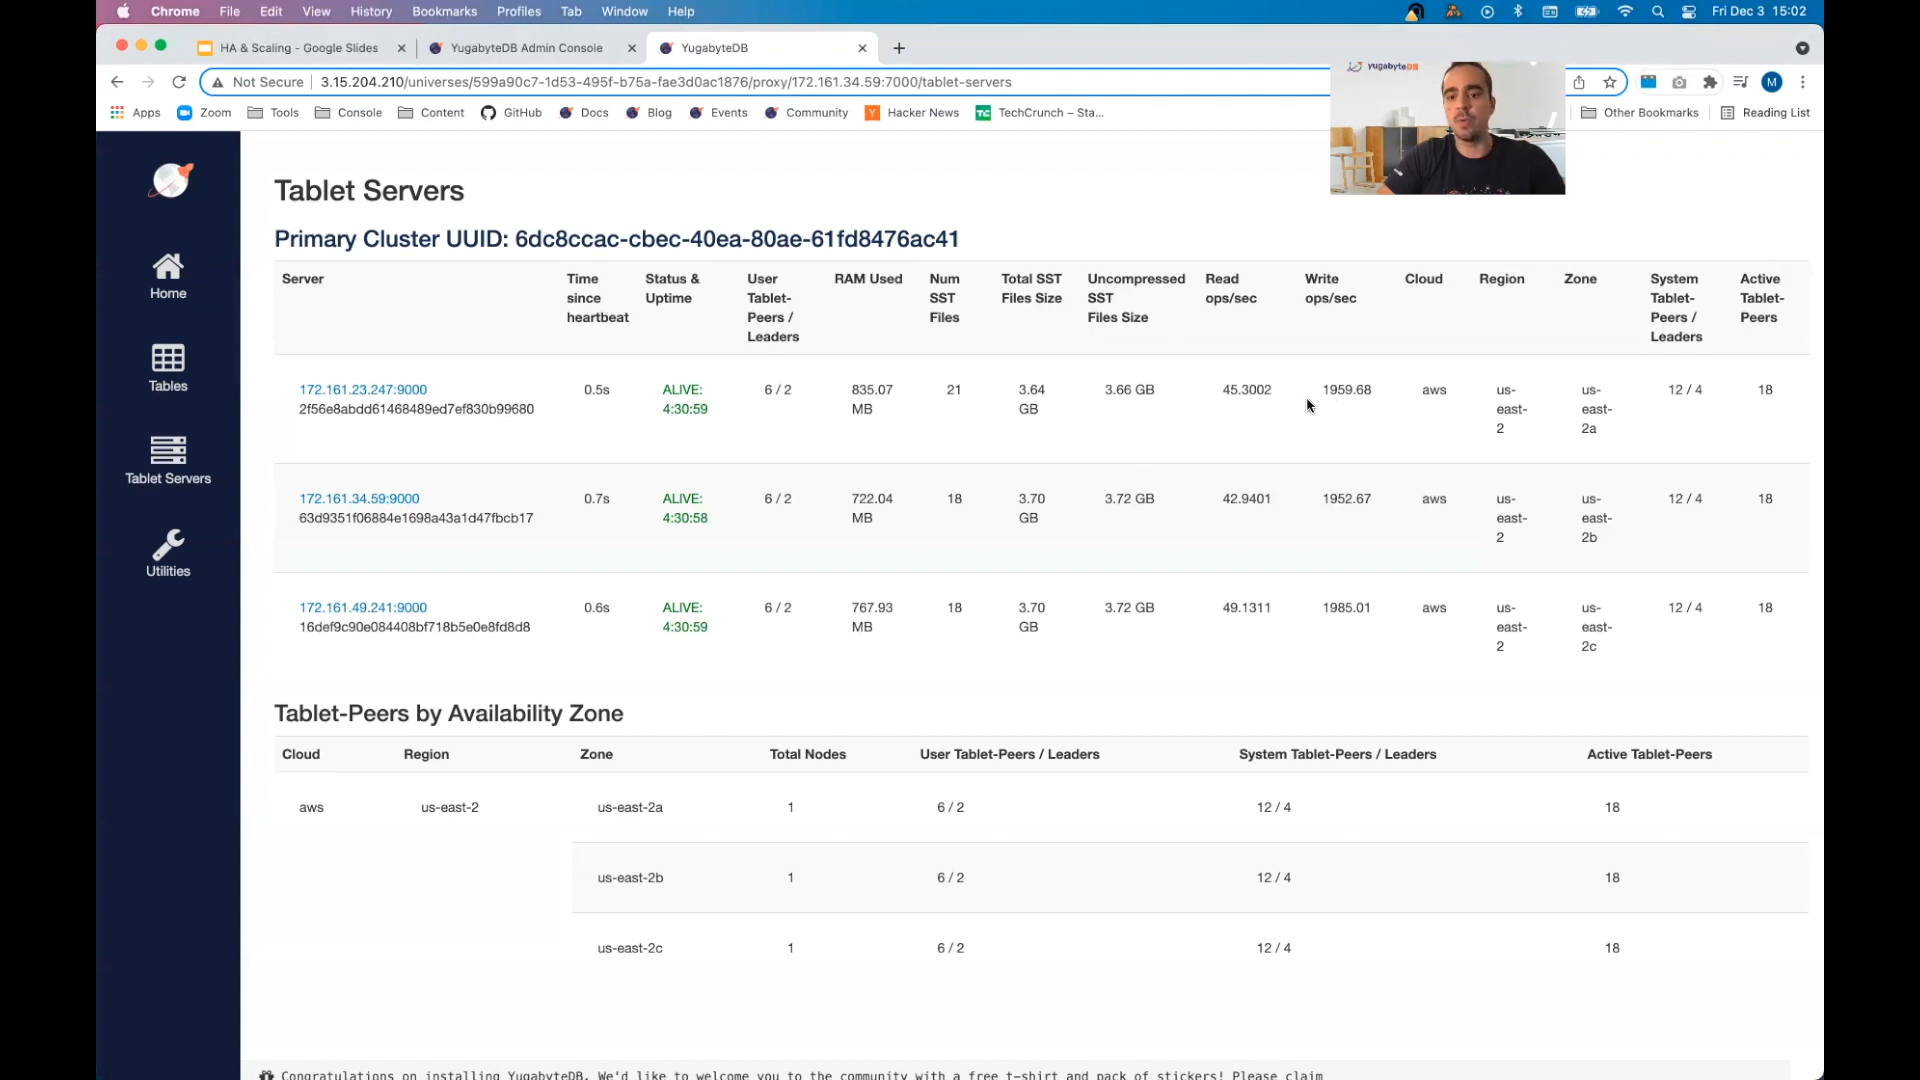 Chrome File Edit View History Bookmarks Profiles Tab Window Help Fri Dec 3 15:02
HA & Scaling - Google Slides YugabyteDB Admin Console YugabyteDB
Not Secure 3.15.204.210/universes/599a90c7-1d53-495f-b75a-fae3d0ac1876/proxy/172.161.34.59:7000/tablet-servers M
Apps Zoom Tools Console Content GitHub Docs Blog Events Community Hacker News TechCrunch – Sta... Other Bookmarks Reading List
yugabyteDB
Home
Tables
Tablet Servers
Utilities
Tablet Servers
Primary Cluster UUID: 6dc8ccac-cbec-40ea-80ae-61fd8476ac41
Server Time Status & User RAM Used Num Total SST Uncompressed Read Write Cloud Region Zone System Active
since Uptime Tablet- SST Files Size SST ops/sec ops/sec Tablet- Tablet-
heartbeat Peers / Files Files Size Peers / Peers
Leaders Leaders
172.161.23.247:9000 0.5s ALIVE: 6 / 2 835.07 21 3.64 3.66 GB 45.3002 1959.68 aws us- us- 12 / 4 18
2f56e8abdd61468489ed7ef830b99680 4:30:59 MB GB east- east-
2 2a
172.161.34.59:9000 0.7s ALIVE: 6 / 2 722.04 18 3.70 3.72 GB 42.9401 1952.67 aws us- us- 12 / 4 18
63d9351f06884e1698a43a1d47fbcb17 4:30:58 MB GB east- east-
2 2b
172.161.49.241:9000 0.6s ALIVE: 6 / 2 767.93 18 3.70 3.72 GB 49.1311 1985.01 aws us- us- 12 / 4 18
16def9c90e084408bf718b5e0e8fd8d8 4:30:59 MB GB east- east-
2 2c
Tablet-Peers by Availability Zone
Cloud Region Zone Total Nodes User Tablet-Peers / Leaders System Tablet-Peers / Leaders Active Tablet-Peers
aws us-east-2 us-east-2a 1 6 / 2 12 / 4 18
us-east-2b 1 6 / 2 12 / 4 18
us-east-2c 1 6 / 2 12 / 4 18
Congratulations on installing YugabyteDB. We'd like to welcome you to the community with a free t-shirt and pack of stickers! Please claim